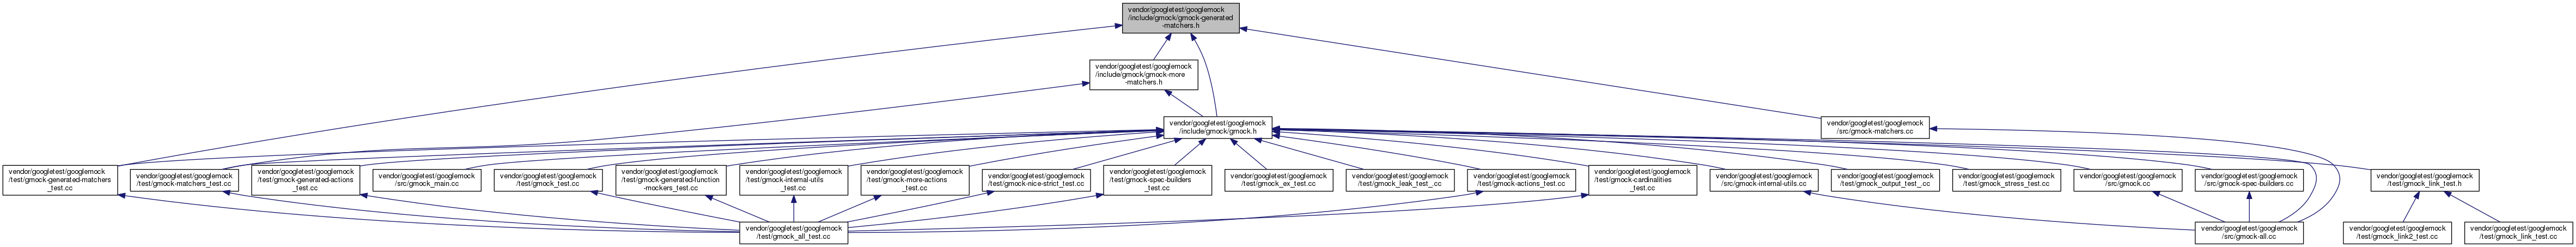 vendor/googletest/googlemock
/include/gmock/gmock-generated
-matchers.h
vendor/googletest/googlemock
/include/gmock/gmock-more
-matchers.h
vendor/googletest/googlemock
/include/gmock/gmock.h
vendor/googletest/googlemock
/src/gmock-matchers.cc
vendor/googletest/googlemock
/test/gmock-generated-matchers
_test.cc
vendor/googletest/googlemock
/test/gmock-matchers_test.cc
vendor/googletest/googlemock
/test/gmock-generated-actions
_test.cc
vendor/googletest/googlemock
/src/gmock_main.cc
vendor/googletest/googlemock
/test/gmock_test.cc
vendor/googletest/googlemock
/test/gmock-generated-function
-mockers_test.cc
vendor/googletest/googlemock
/test/gmock-internal-utils
_test.cc
vendor/googletest/googlemock
/test/gmock-more-actions
_test.cc
vendor/googletest/googlemock
/test/gmock-nice-strict_test.cc
vendor/googletest/googlemock
/test/gmock-spec-builders
_test.cc
vendor/googletest/googlemock
/test/gmock_ex_test.cc
vendor/googletest/googlemock
/test/gmock_leak_test_.cc
vendor/googletest/googlemock
/test/gmock-actions_test.cc
vendor/googletest/googlemock
/test/gmock-cardinalities
_test.cc
vendor/googletest/googlemock
/src/gmock-internal-utils.cc
vendor/googletest/googlemock
/test/gmock_output_test_.cc
vendor/googletest/googlemock
/test/gmock_stress_test.cc
vendor/googletest/googlemock
/src/gmock.cc
vendor/googletest/googlemock
/src/gmock-spec-builders.cc
vendor/googletest/googlemock
/test/gmock_link_test.h
vendor/googletest/googlemock
/test/gmock_all_test.cc
vendor/googletest/googlemock
/src/gmock-all.cc
vendor/googletest/googlemock
/test/gmock_link2_test.cc
vendor/googletest/googlemock
/test/gmock_link_test.cc